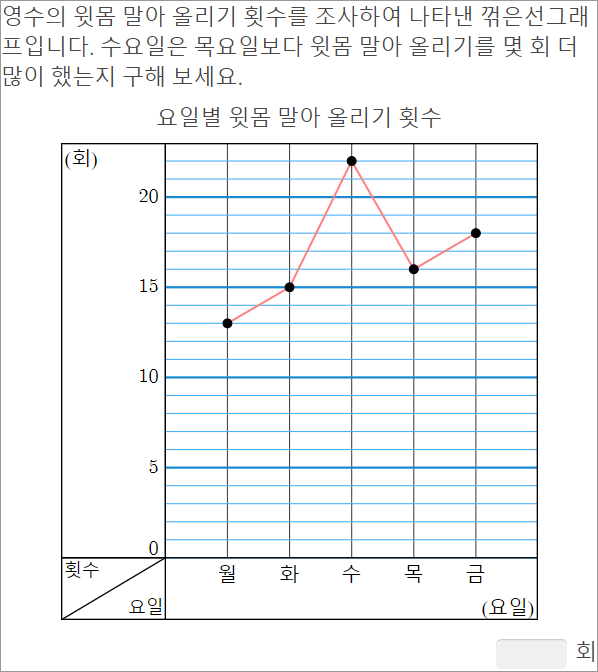 영수의 윗몸 말아 올리기 횟수를 조사하여 나타낸 꺾은선그래
프입니다. 수요일은 목요일보다 윗몸 말아 올리기를 몇 회 더
많이 했는지 구해 보세요.
요일별 윗몸 말아 올리기 횟수
(회)
20
15
10
5
0
횟수
요일
월 화 수 목 금
(요일)
회